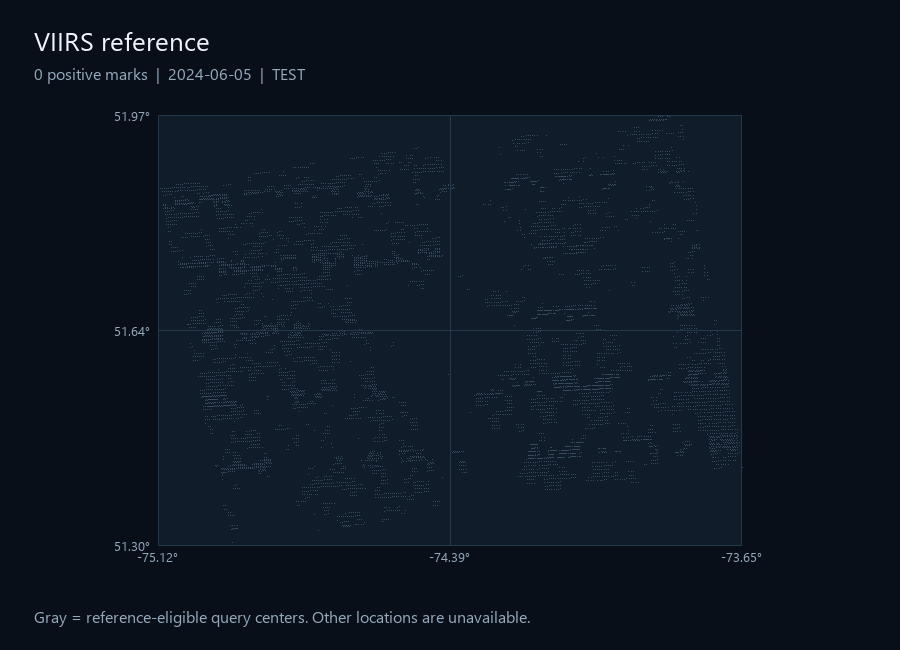 VIIRS reference
0 positive marks | 2024-06-05 | TEST
51.97°
51.64°
51.30°
-75.12°
-74.39°
-73.65°
Gray = reference-eligible query centers. Other locations are unavailable.